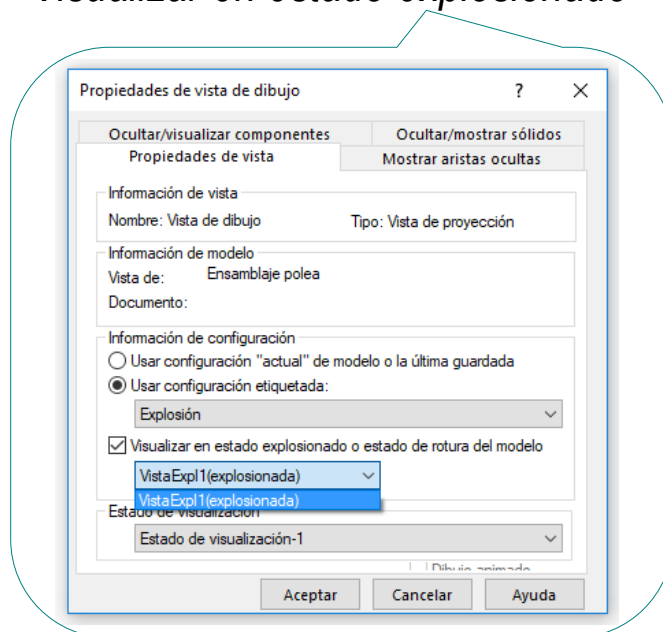 Visualizar en estado explosionado
Propiedades de vista de dibujo ? ×
Ocultar/visualizar componentes Ocultar/mostrar sólidos
Propiedades de vista Mostrar aristas ocultas
Información de vista
Nombre: Vista de dibujo Tipo: Vista de proyección
Información de modelo
Vista de: Ensamblaje polea
Documento:
Información de configuración
Usar configuración "actual" de modelo o la última guardada
Usar configuración etiquetada:
Explosión
Visualizar en estado explosionado o estado de rotura del modelo
VistaExpl1(explosionada)
VistaExpl1(explosionada)
Estado de visualización
Estado de visualización-1
Dibujo animado
Aceptar Cancelar Ayuda